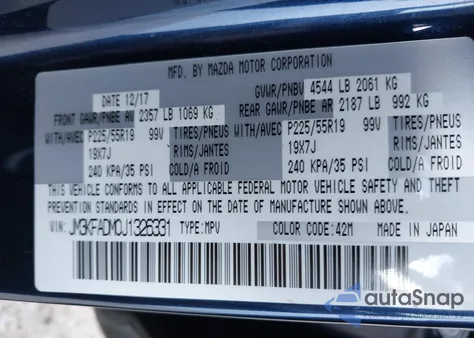 MFD. BY MAZDA MOTOR CORPORATION
DATE 12/17 GVWR/PNBV 4544 LB 2061 KG
FRONT GAWR/PNBE AV 2357 LB 1069 KG REAR GAWR/PNBE AR 2187 LB 992 KG
WITH/AVEC P225/55R19 99V TIRES/PNEUS WITH/AVEC P225/55R19 99V TIRES/PNEUS
19X7J RIMS/JANTES 19X7J RIMS/JANTES
240 KPA/35 PSI COLD/A FROID 240 KPA/35 PSI COLD/A FROID
THIS VEHICLE CONFORMS TO ALL APPLICABLE FEDERAL MOTOR VEHICLE SAFETY AND THEFT
PREVENTION STANDARDS IN EFFECT ON THE DATE OF MANUFACTURE SHOWN ABOVE.
VIN: JM3KFADM0J1326331 TYPE: MPV COLOR CODE: 42M MADE IN JAPAN
autoSnap